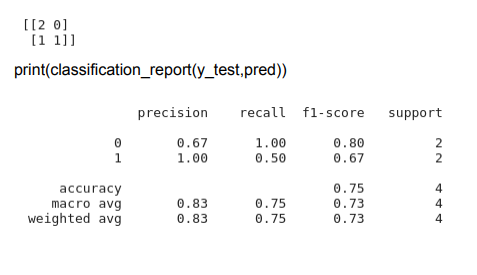 [[2 0]
[1 1]]
print(classification_report(y_test,pred))
precision recall f1-score support
0 0.67 1.00 0.80 2
1 1.00 0.50 0.67 2
accuracy 0.75 4
macro avg 0.83 0.75 0.73 4
weighted avg 0.83 0.75 0.73 4